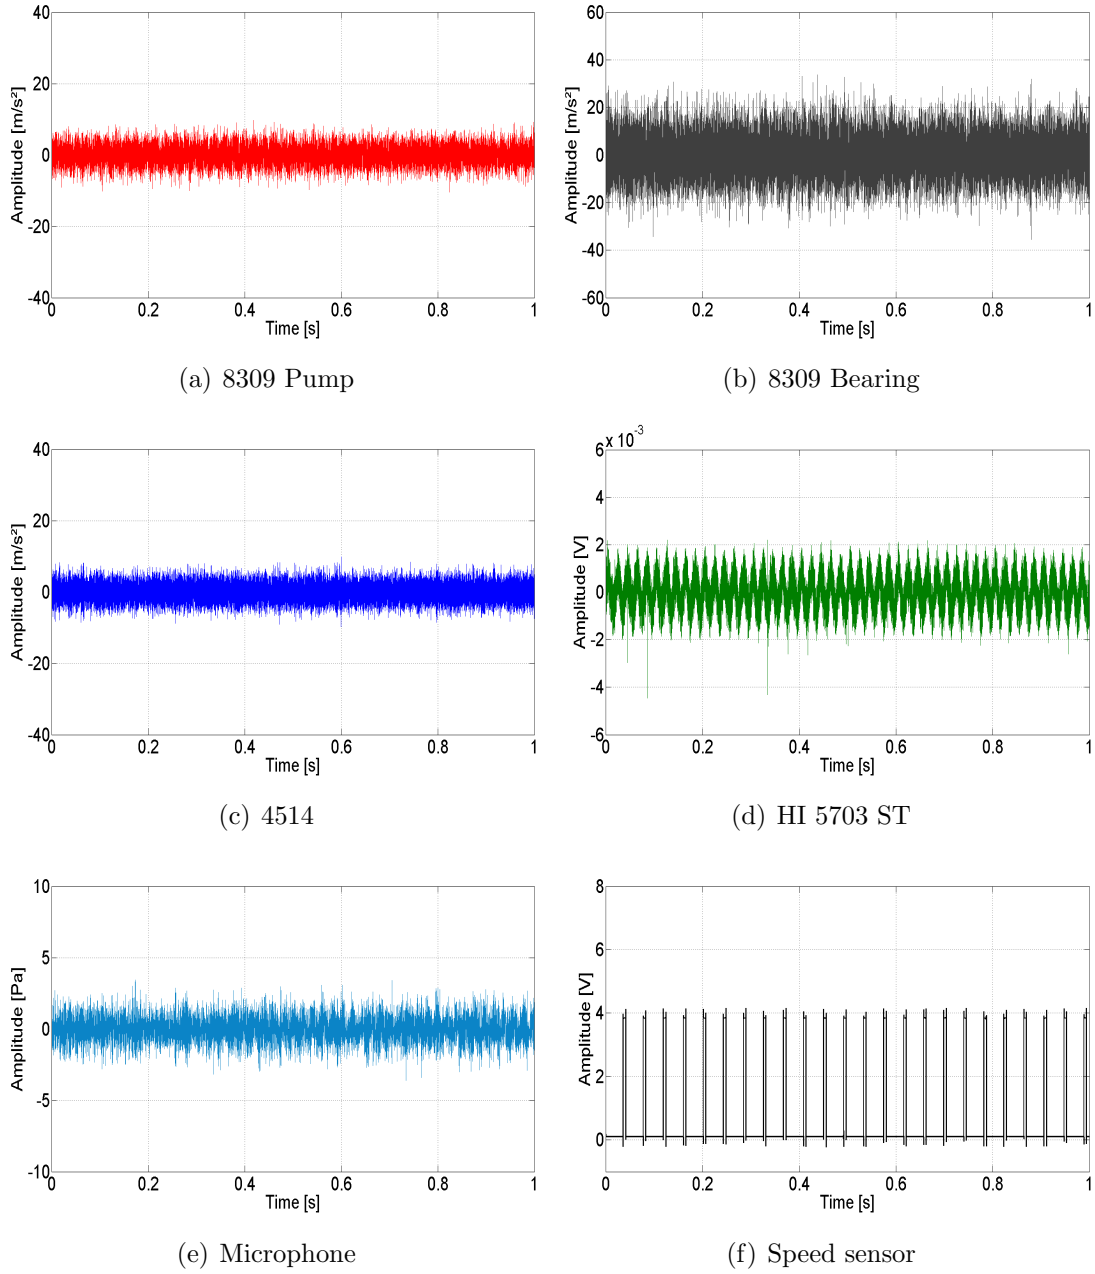 40
20
0
-20
-40
Amplitude [m/s²]
0 0.2 0.4 0.6 0.8 1
Time [s]
(a) 8309 Pump
60
40
20
0
-20
-40
-60
Amplitude [m/s²]
0 0.2 0.4 0.6 0.8 1
Time [s]
(b) 8309 Bearing
40
20
0
-20
-40
Amplitude [m/s²]
0 0.2 0.4 0.6 0.8 1
Time [s]
(c) 4514
6 x 10-3
4
2
0
-2
-4
-6
Amplitude [V]
0 0.2 0.4 0.6 0.8 1
Time [s]
(d) HI 5703 ST
10
5
0
-5
-10
Amplitude [Pa]
0 0.2 0.4 0.6 0.8 1
Time [s]
(e) Microphone
8
6
4
2
0
Amplitude [V]
0 0.2 0.4 0.6 0.8 1
Time [s]
(f) Speed sensor